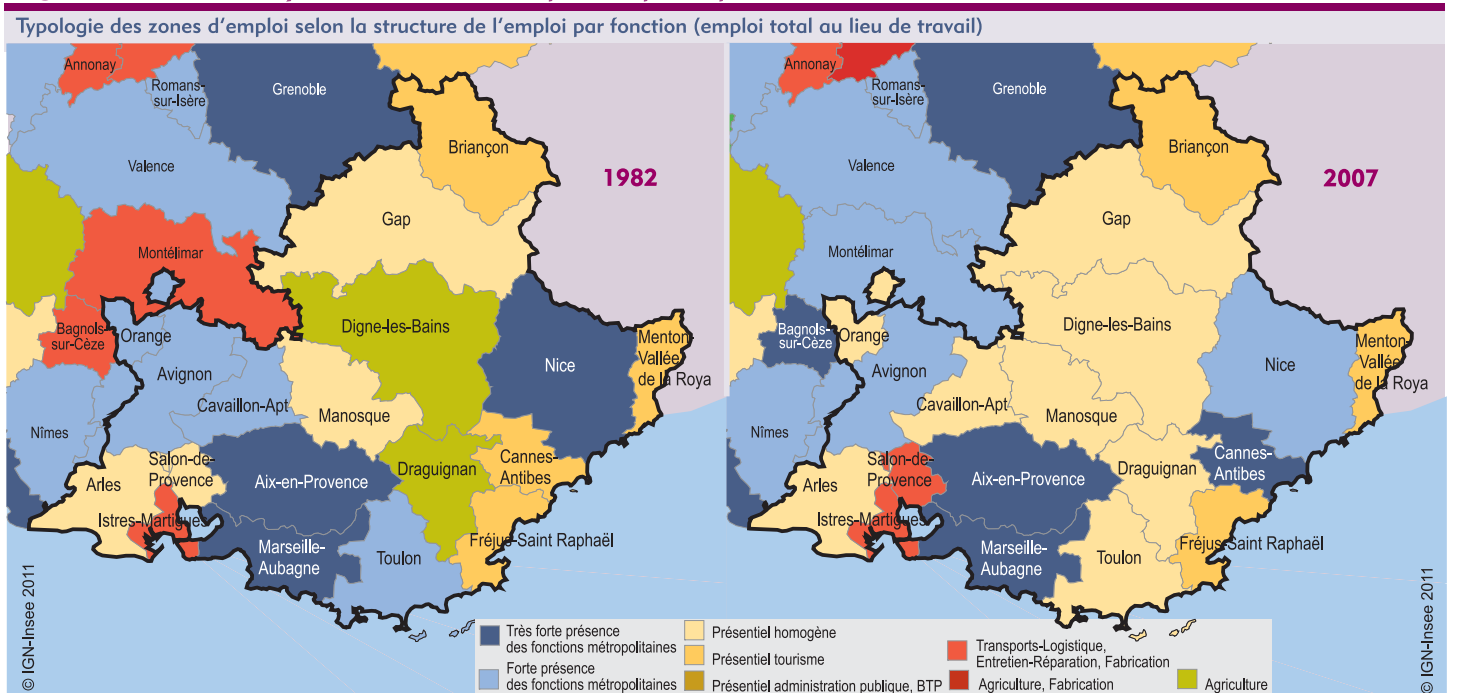 Typologie des zones d'emploi selon la structure de l'emploi par fonction (emploi total au lieu de travail)
1982
Annonay
Romans-
sur-Isère
Grenoble
Valence
Briançon
Gap
Montélimar
Bagnols-
sur-Cèze
Orange
Digne-les-Bains
Nice
Menton-
Vallée
de la Roya
Avignon
Cavaillon-Apt
Manosque
Nîmes
Salon-de-
Provence
Arles
Aix-en-Provence
Draguignan
Cannes-
Antibes
Istres-Martigues
Marseille-
Aubagne
Toulon
Fréjus-Saint Raphaël
© IGN-Insee 2011
2007
Annonay
Romans-
sur-Isère
Grenoble
Valence
Briançon
Gap
Montélimar
Bagnols-
sur-Cèze
Orange
Digne-les-Bains
Nice
Menton-
Vallée
de la Roya
Avignon
Cavaillon-Apt
Manosque
Nîmes
Salon-de-
Provence
Arles
Aix-en-Provence
Draguignan
Cannes-
Antibes
Istres-Martigues
Marseille-
Aubagne
Toulon
Fréjus-Saint Raphaël
© IGN-Insee 2011
Très forte présence
des fonctions métropolitaines
Forte présence
des fonctions métropolitaines
Présentiel homogène
Présentiel tourisme
Présentiel administration publique, BTP
Transports-Logistique,
Entretien-Réparation, Fabrication
Agriculture, Fabrication
Agriculture